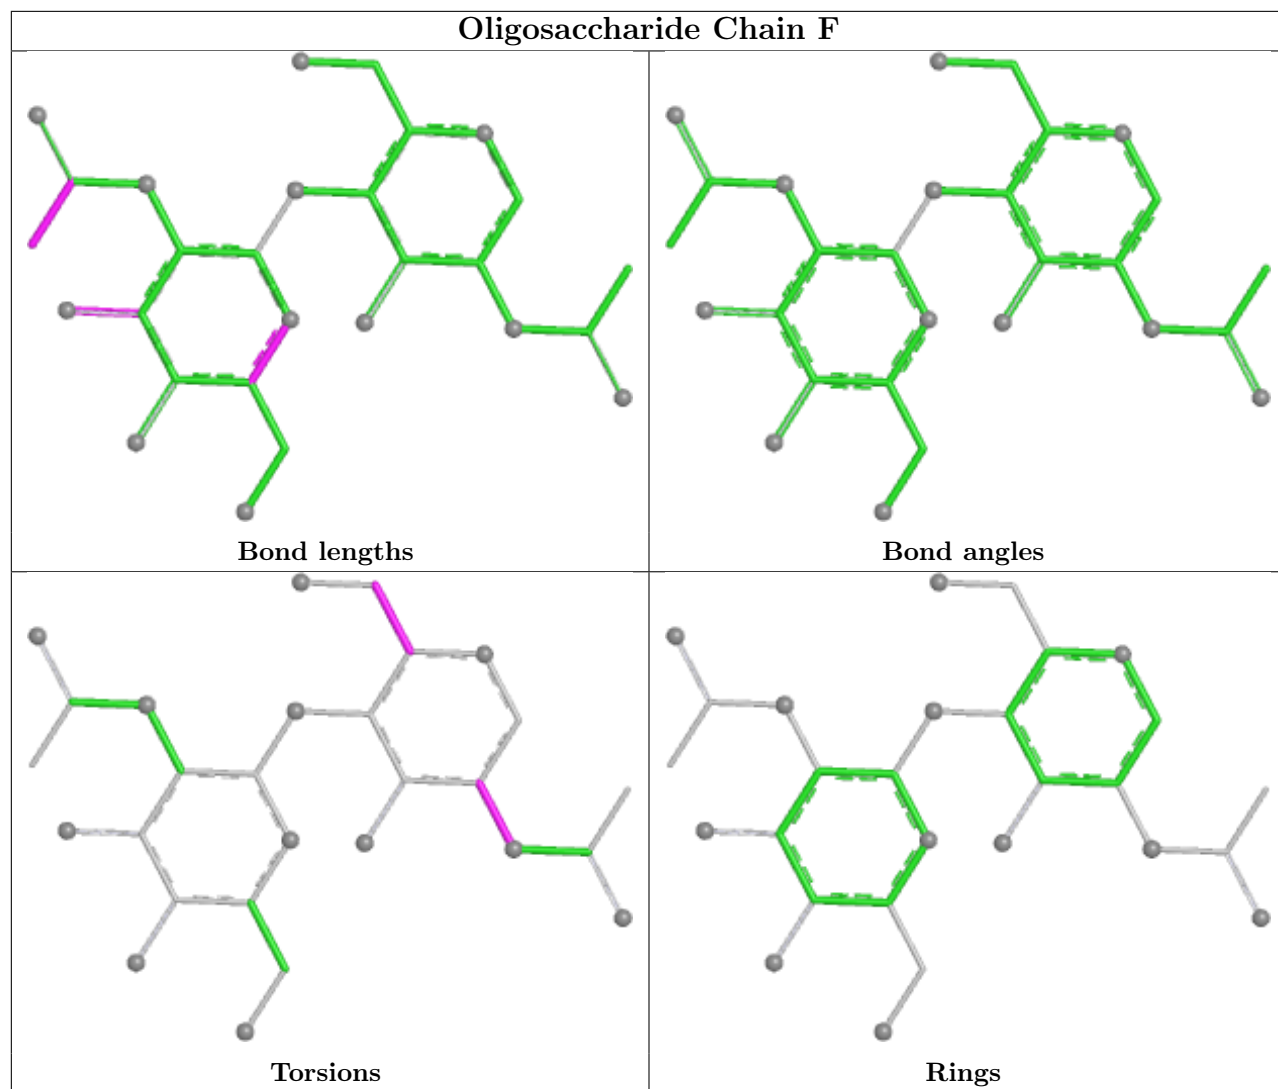 Oligosaccharide Chain F
Bond lengths
Bond angles
Torsions
Rings